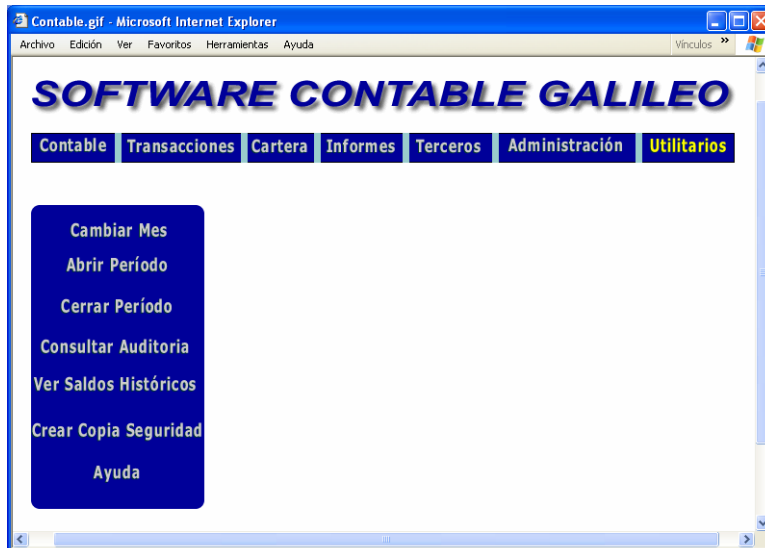 Contable.gif - Microsoft Internet Explorer
Archivo Edición Ver Favoritos Herramientas Ayuda Vínculos »
SOFTWARE CONTABLE GALILEO
Contable Transacciones Cartera Informes Terceros Administración Utilitarios
Cambiar Mes
Abrir Período
Cerrar Período
Consultar Auditoria
Ver Saldos Históricos
Crear Copia Seguridad
Ayuda